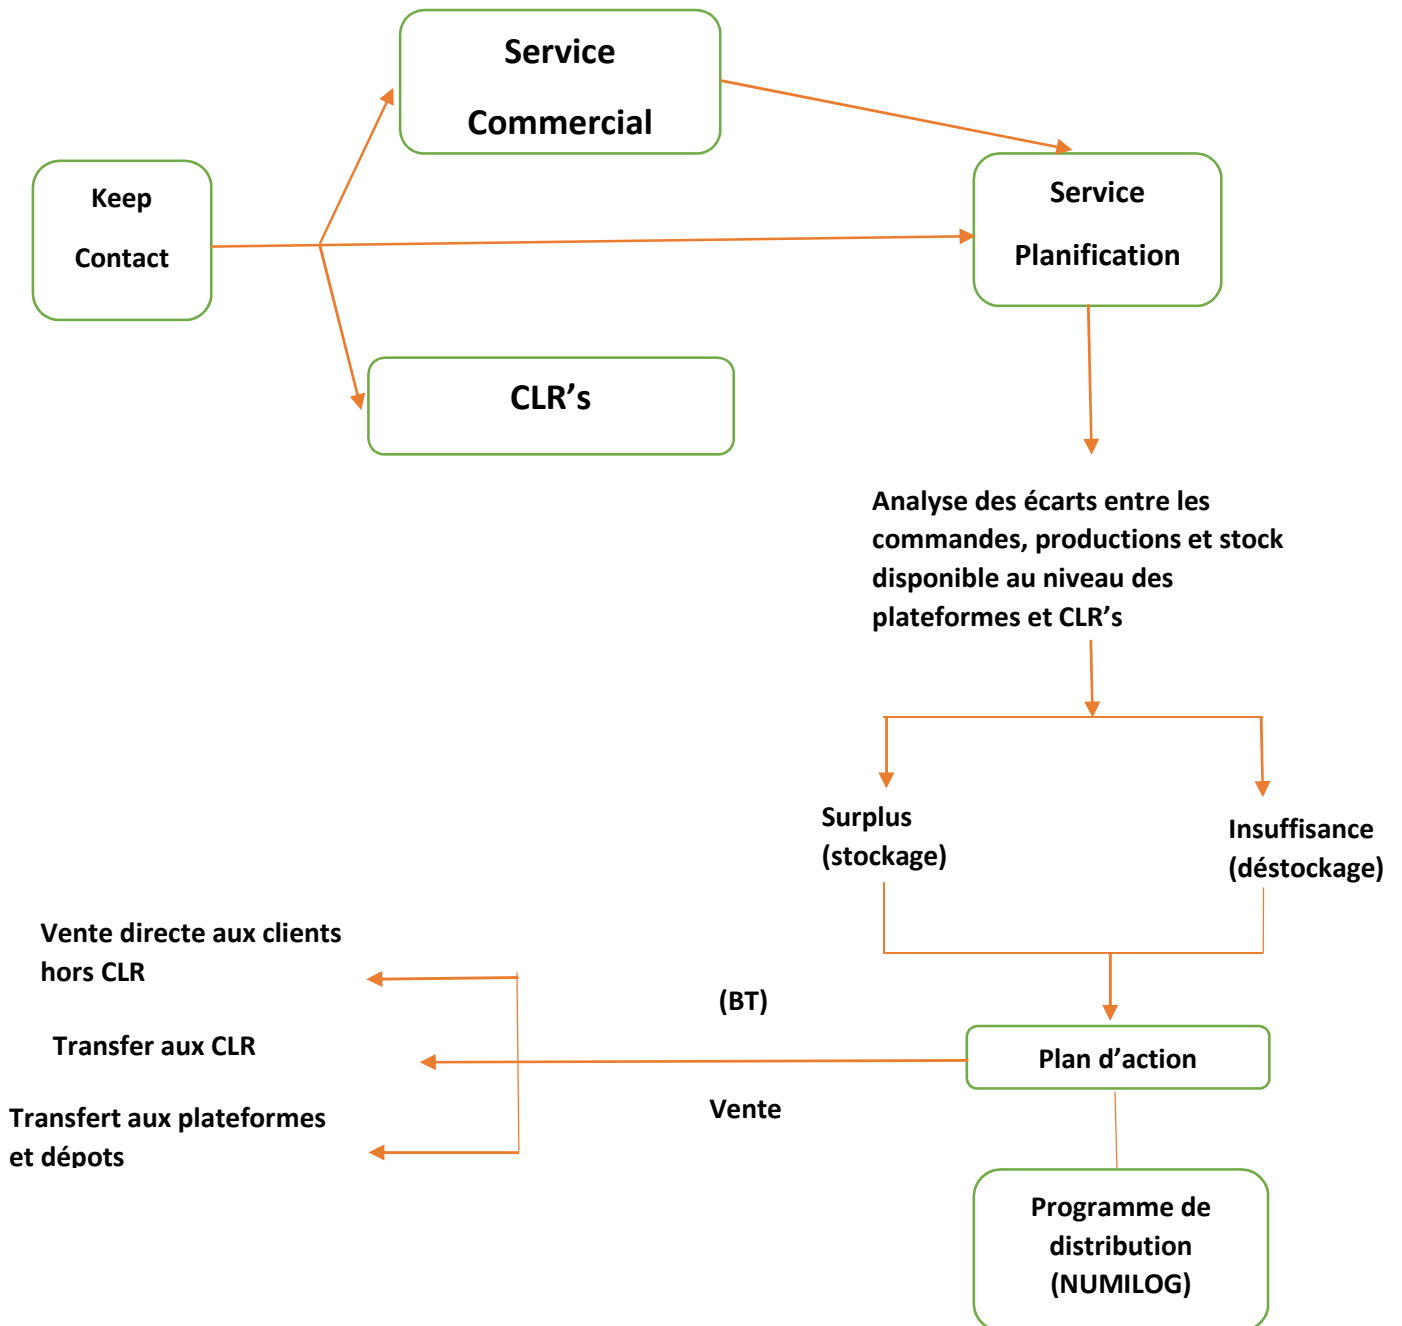 Service
Commercial
Keep
Contact
Service
Planification
CLR’s
Analyse des écarts entre les
commandes, productions et stock
disponible au niveau des
plateformes et CLR’s
Surplus
(stockage)
Insuffisance
(déstockage)
Vente directe aux clients
hors CLR
(BT)
Transfer aux CLR
Plan d’action
Vente
Transfert aux plateformes
et dépots
Programme de
distribution
(NUMILOG)